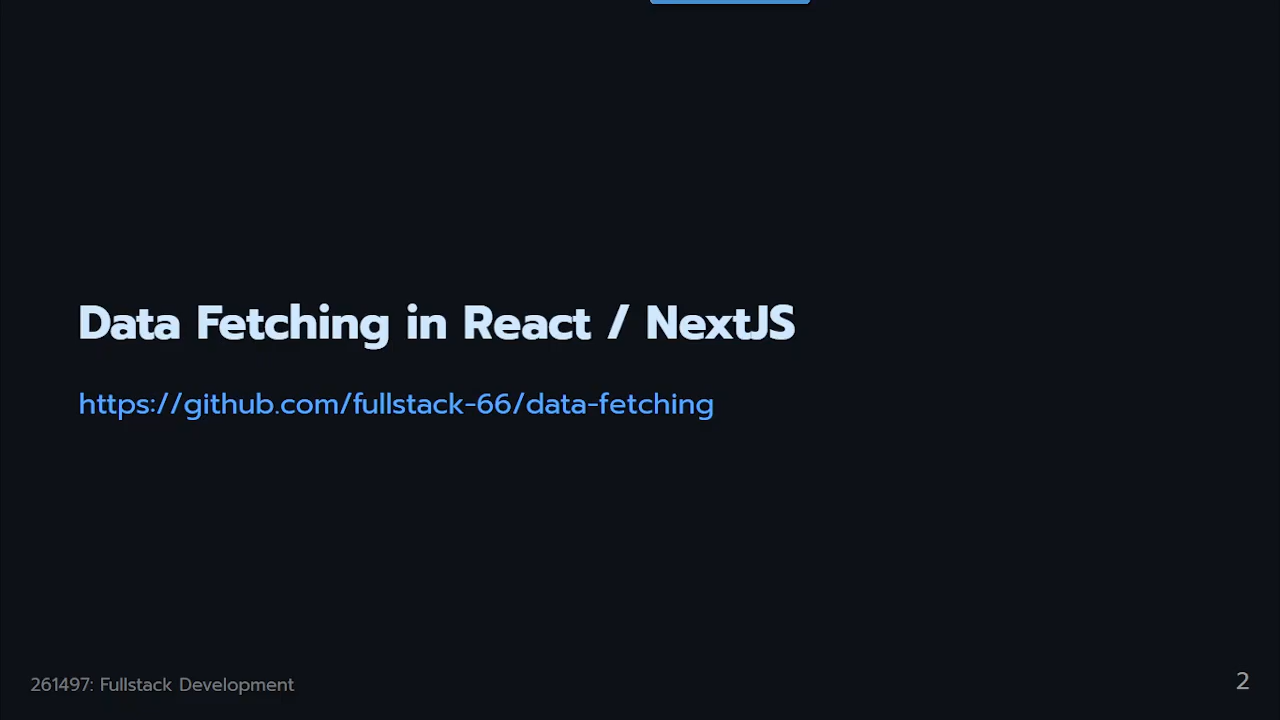 Data Fetching in React / NextJS
https://github.com/fullstack-66/data-fetching
261497: Fullstack Development
2